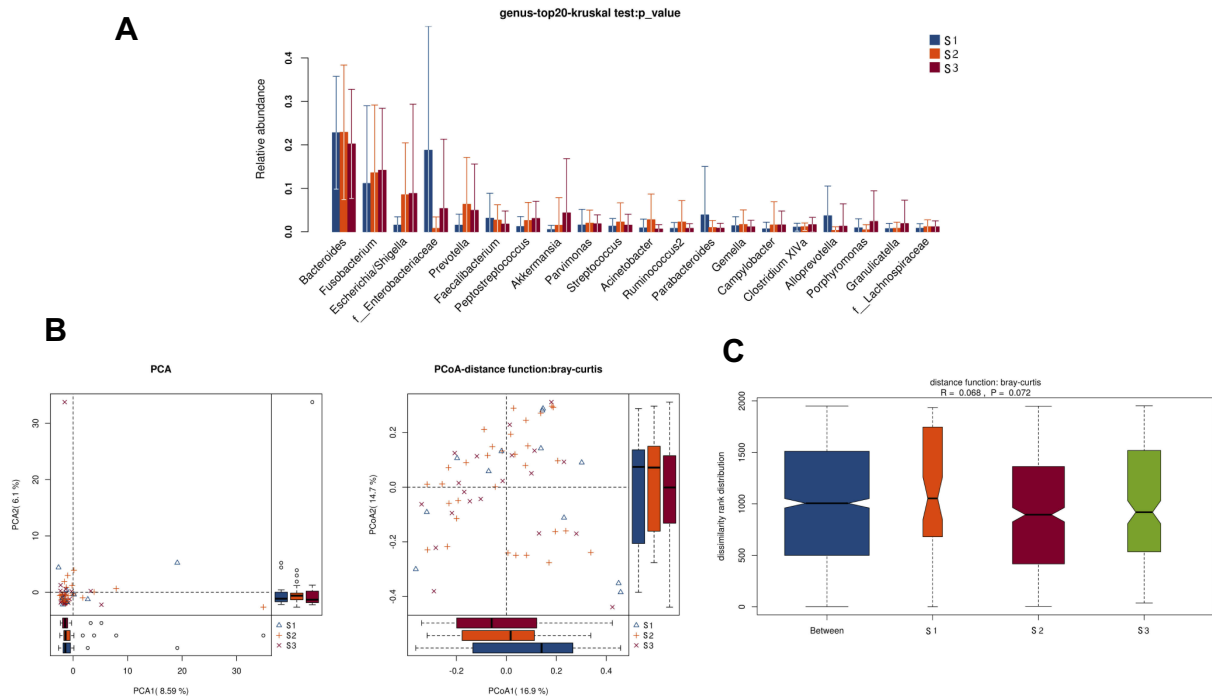 A
genus-top20-kruskal test:p_value
S1
S2
S3
Relative abundance
0.4
0.3
0.2
0.1
0.0
Bacteroides
Fusobacterium
Escherichia/Shigella
f__Enterobacteriaceae
Prevotella
Faecalibacterium
Peptostreptococcus
Akkermansia
Parvimonas
Streptococcus
Acinetobacter
Ruminococcus2
Parabacteroides
Gemella
Campylobacter
Clostridium XIVa
Alloprevotella
Porphyromonas
Granulicatella
f__Lachnospiraceae
B
PCA
PCA2( 6.1 %)
30
20
10
0
S1
S2
S3
0
10
20
30
PCA1( 8.59 %)
PCoA-distance function:bray-curtis
PCoA2( 14.7 %)
0.2
0.0
-0.2
-0.4
S1
S2
S3
-0.2
0.0
0.2
0.4
PCoA1( 16.9 %)
C
distance function: bray-curtis
R = 0.068 , P = 0.072
dissimilarity rank distribution
2000
1500
1000
500
0
Between
S1
S2
S3